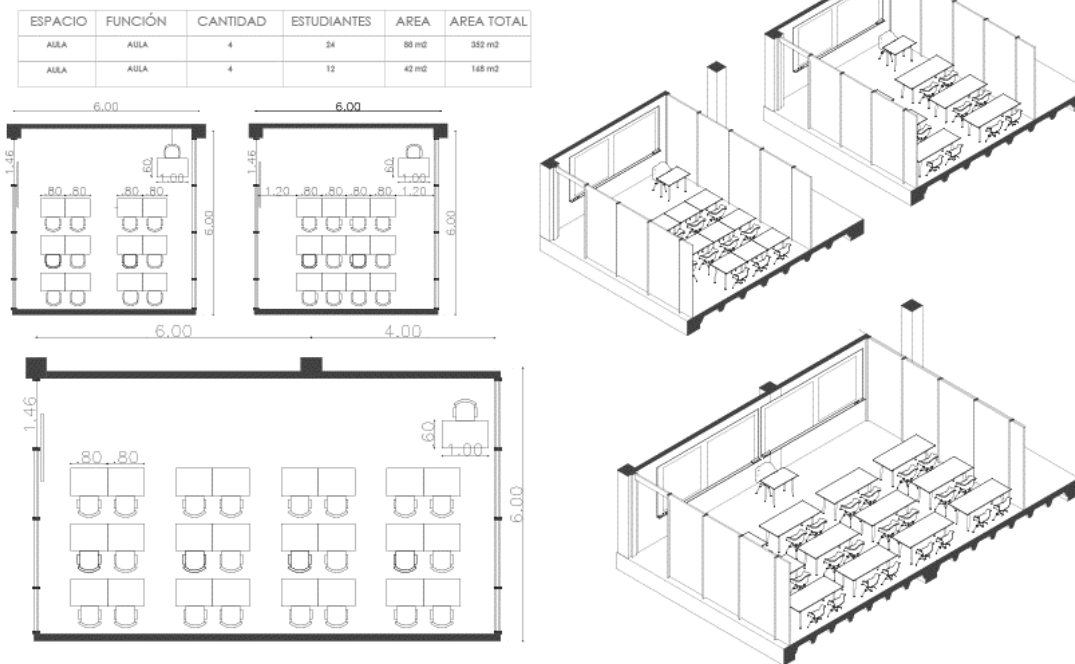 ESPACIO FUNCIÓN CANTIDAD ESTUDIANTES AREA AREA TOTAL
AULA AULA 4 24 88 m2 352 m2
AULA AULA 4 12 42 m2 168 m2
6.00 6.00
1.46 .60 1.00 6.00
.80 .80 .80 .80
1.46 .60 1.00 6.00
1.20 .80 .80 .80 .80 1.20
6.00 4.00
1.46 .60 1.00 6.00
.80 .80